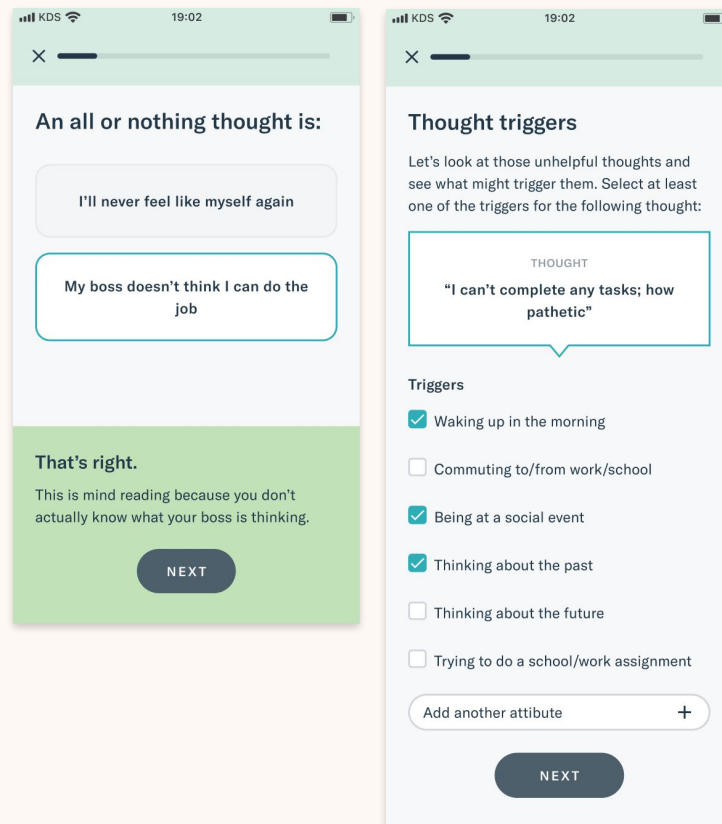 KDS
19:02
An all or nothing thought is:
I'll never feel like myself again
My boss doesn't think I can do the
job
That's right.
This is mind reading because you don't
actually know what your boss is thinking.
NEXT
KDS
19:02
Thought triggers
Let's look at those unhelpful thoughts and
see what might trigger them. Select at least
one of the triggers for the following thought:
THOUGHT
“I can't complete any tasks; how
pathetic”
Triggers
Waking up in the morning
Commuting to/from work/school
Being at a social event
Thinking about the past
Thinking about the future
Trying to do a school/work assignment
Add another attibute
NEXT